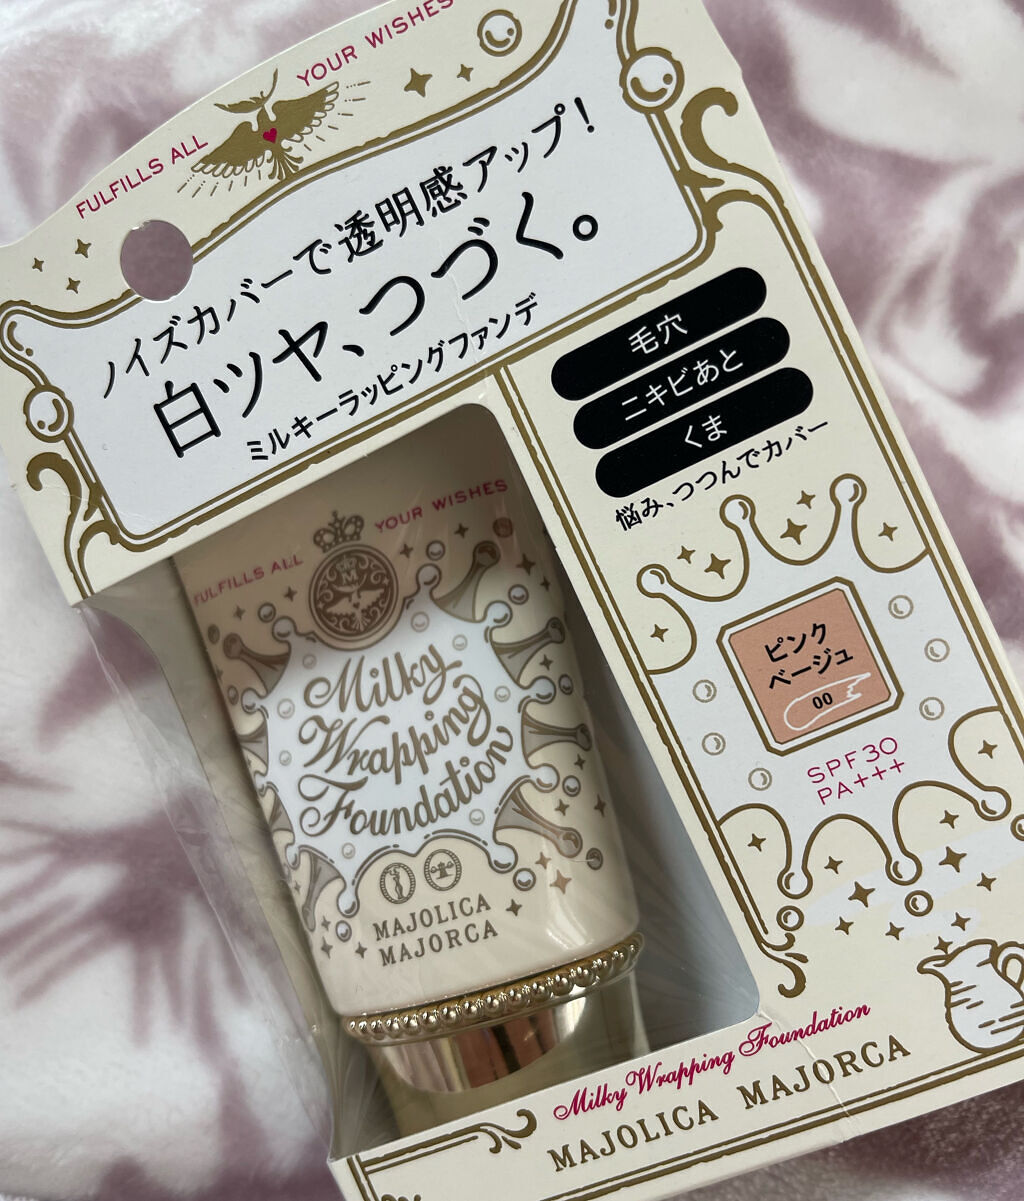 FULFILLS ALL YOUR WISHES
ノイズカバーで透明感アップ!
白ツヤ、つづく。
ミルキーラッピングファンデ
毛穴
ニキビあと
くま
悩み、つつんでカバー
ピンク
ベージュ
00
SPF30
PA+++
FULFILLS ALL YOUR WISHES
M
Milky
Wrapping
Foundation
MAJOLICA
MAJORCA
Milky Wrapping Foundation
MAJOLICA MAJORCA